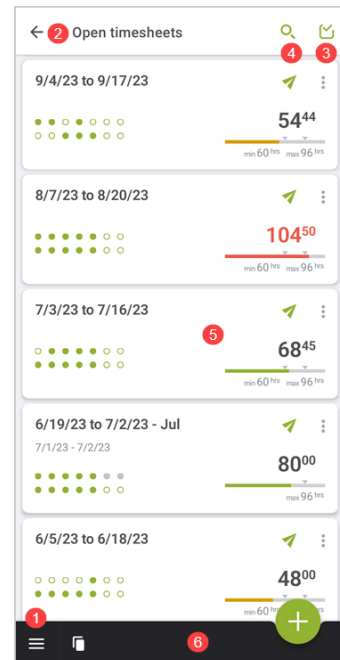 2 Open timesheets
4 3
9/4/23 to 9/17/23
54 44
min 60 hrs max 96 hrs
8/7/23 to 8/20/23
104 50
min 60 hrs max 96 hrs
7/3/23 to 7/16/23
5
68 45
min 60 hrs max 96 hrs
6/19/23 to 7/2/23 - Jul
7/1/23 - 7/2/23
80 00
max 96 hrs
6/5/23 to 6/18/23
48 00
min 60 hrs
1
6